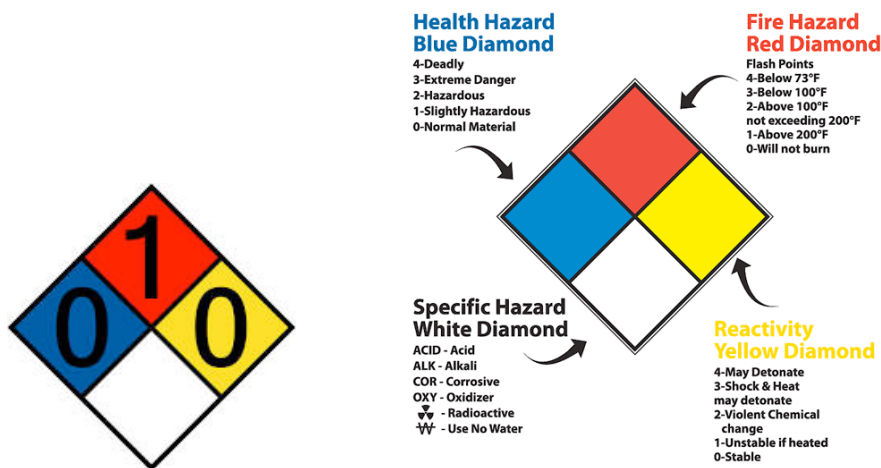 1
0
0
Health Hazard
Blue Diamond
4-Deadly
3-Extreme Danger
2-Hazardous
1-Slightly Hazardous
0-Normal Material
Fire Hazard
Red Diamond
Flash Points
4-Below 73°F
3-Below 100°F
2-Above 100°F
not exceeding 200°F
1-Above 200°F
0-Will not burn
Specific Hazard
White Diamond
ACID - Acid
ALK - Alkali
COR - Corrosive
OXY - Oxidizer
- Radioactive
W - Use No Water
Reactivity
Yellow Diamond
4-May Detonate
3-Shock & Heat
may detonate
2-Violent Chemical
change
1-Unstable if heated
0-Stable